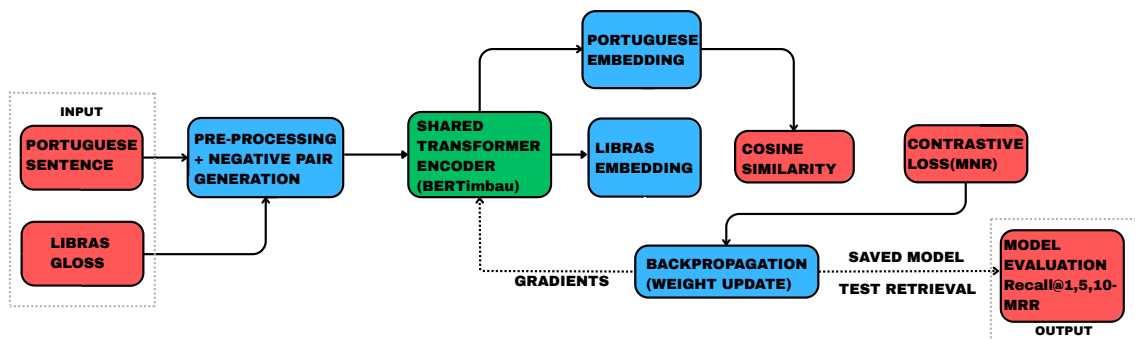 INPUT
PORTUGUESE
SENTENCE
LIBRAS
GLOSS
PRE-PROCESSING
+ NEGATIVE PAIR
GENERATION
SHARED
TRANSFORMER
ENCODER
(BERTimbau)
PORTUGUESE
EMBEDDING
LIBRAS
EMBEDDING
COSINE
SIMILARITY
CONTRASTIVE
LOSS(MNR)
BACKPROPAGATION
(WEIGHT UPDATE)
GRADIENTS
SAVED MODEL
TEST RETRIEVAL
MODEL
EVALUATION
Recall@1,5,10-
MRR
OUTPUT